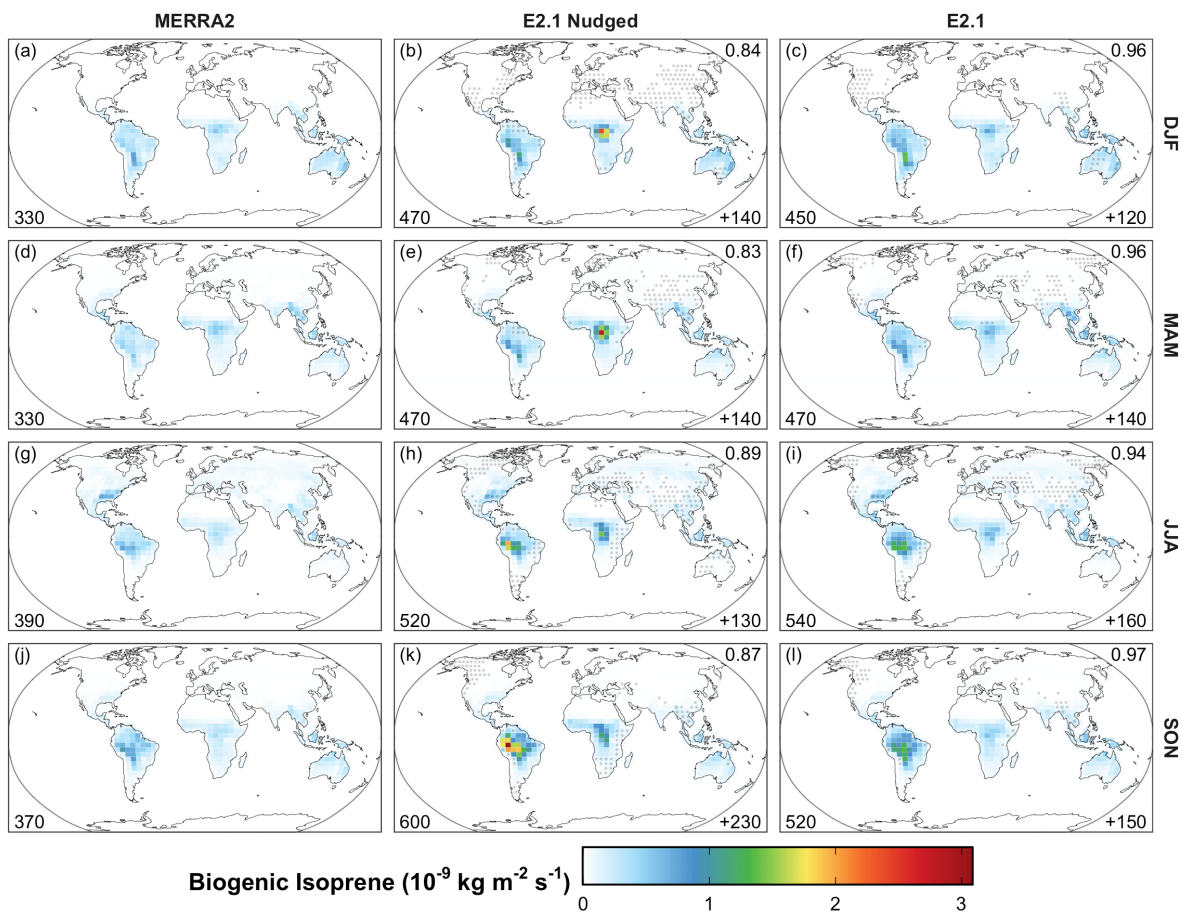 MERRA2 E2.1 Nudged E2.1
(a) (b) 0.84 (c) 0.96
DJF
330 470 +140 450 +120
(d) (e) 0.83 (f) 0.96
MAM
330 470 +140 470 +140
(g) (h) 0.89 (i) 0.94
JJA
390 520 +130 540 +160
(j) (k) 0.87 (l) 0.97
SON
370 600 +230 520 +150
Biogenic Isoprene (10⁻⁹ kg m⁻² s⁻¹)
0 1 2 3